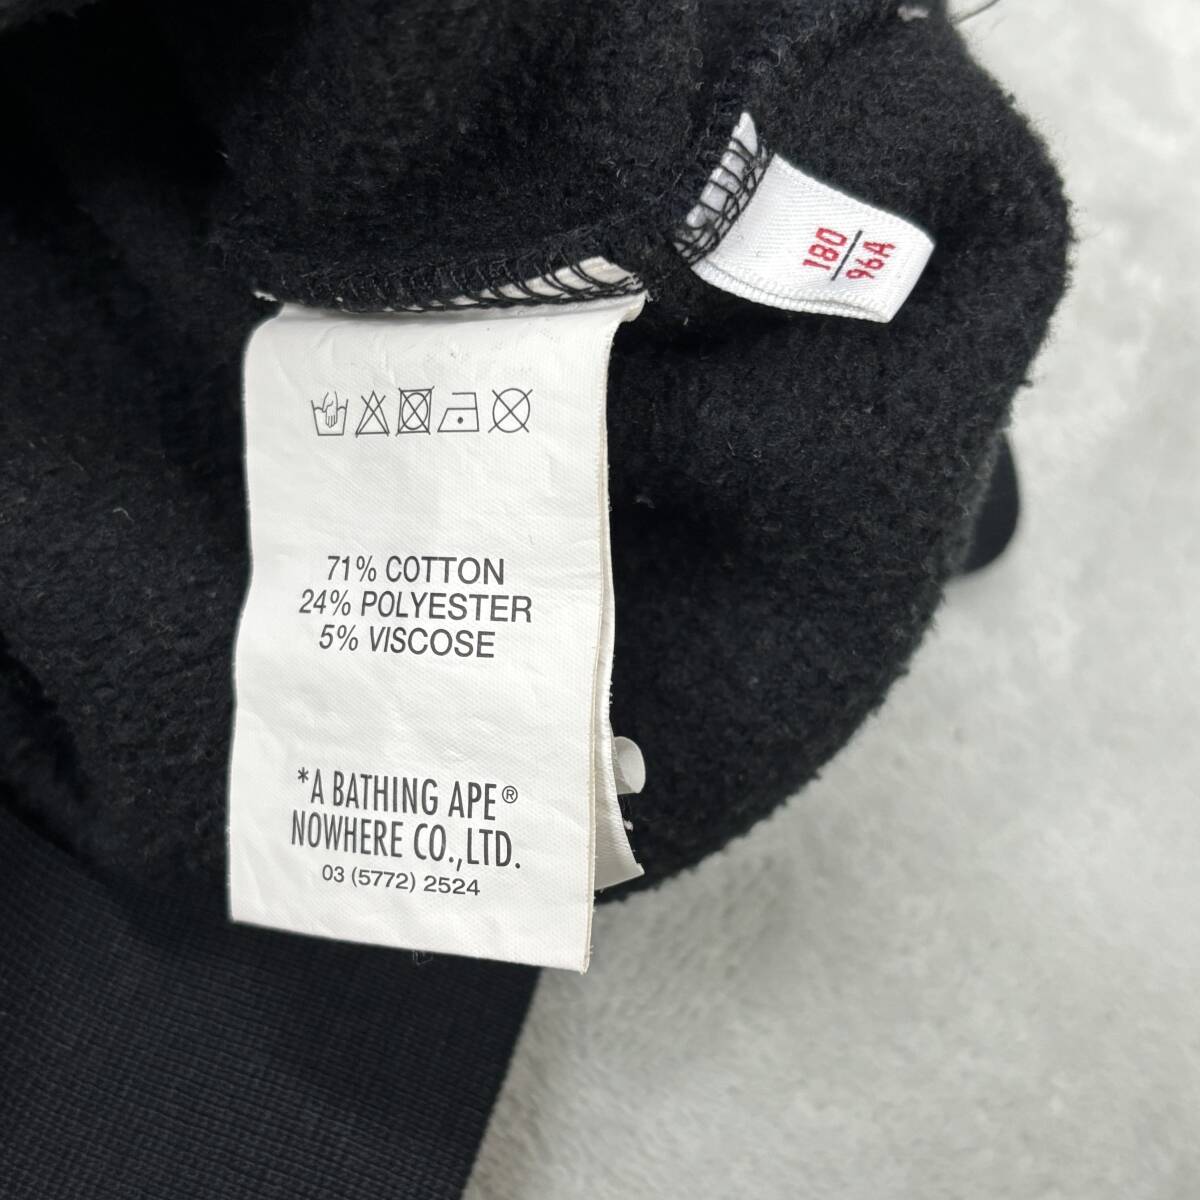 180
96A
71% COTTON
24% POLYESTER
5% VISCOSE
*A BATHING APE®
NOWHERE CO.,LTD.
03 (5772) 2524